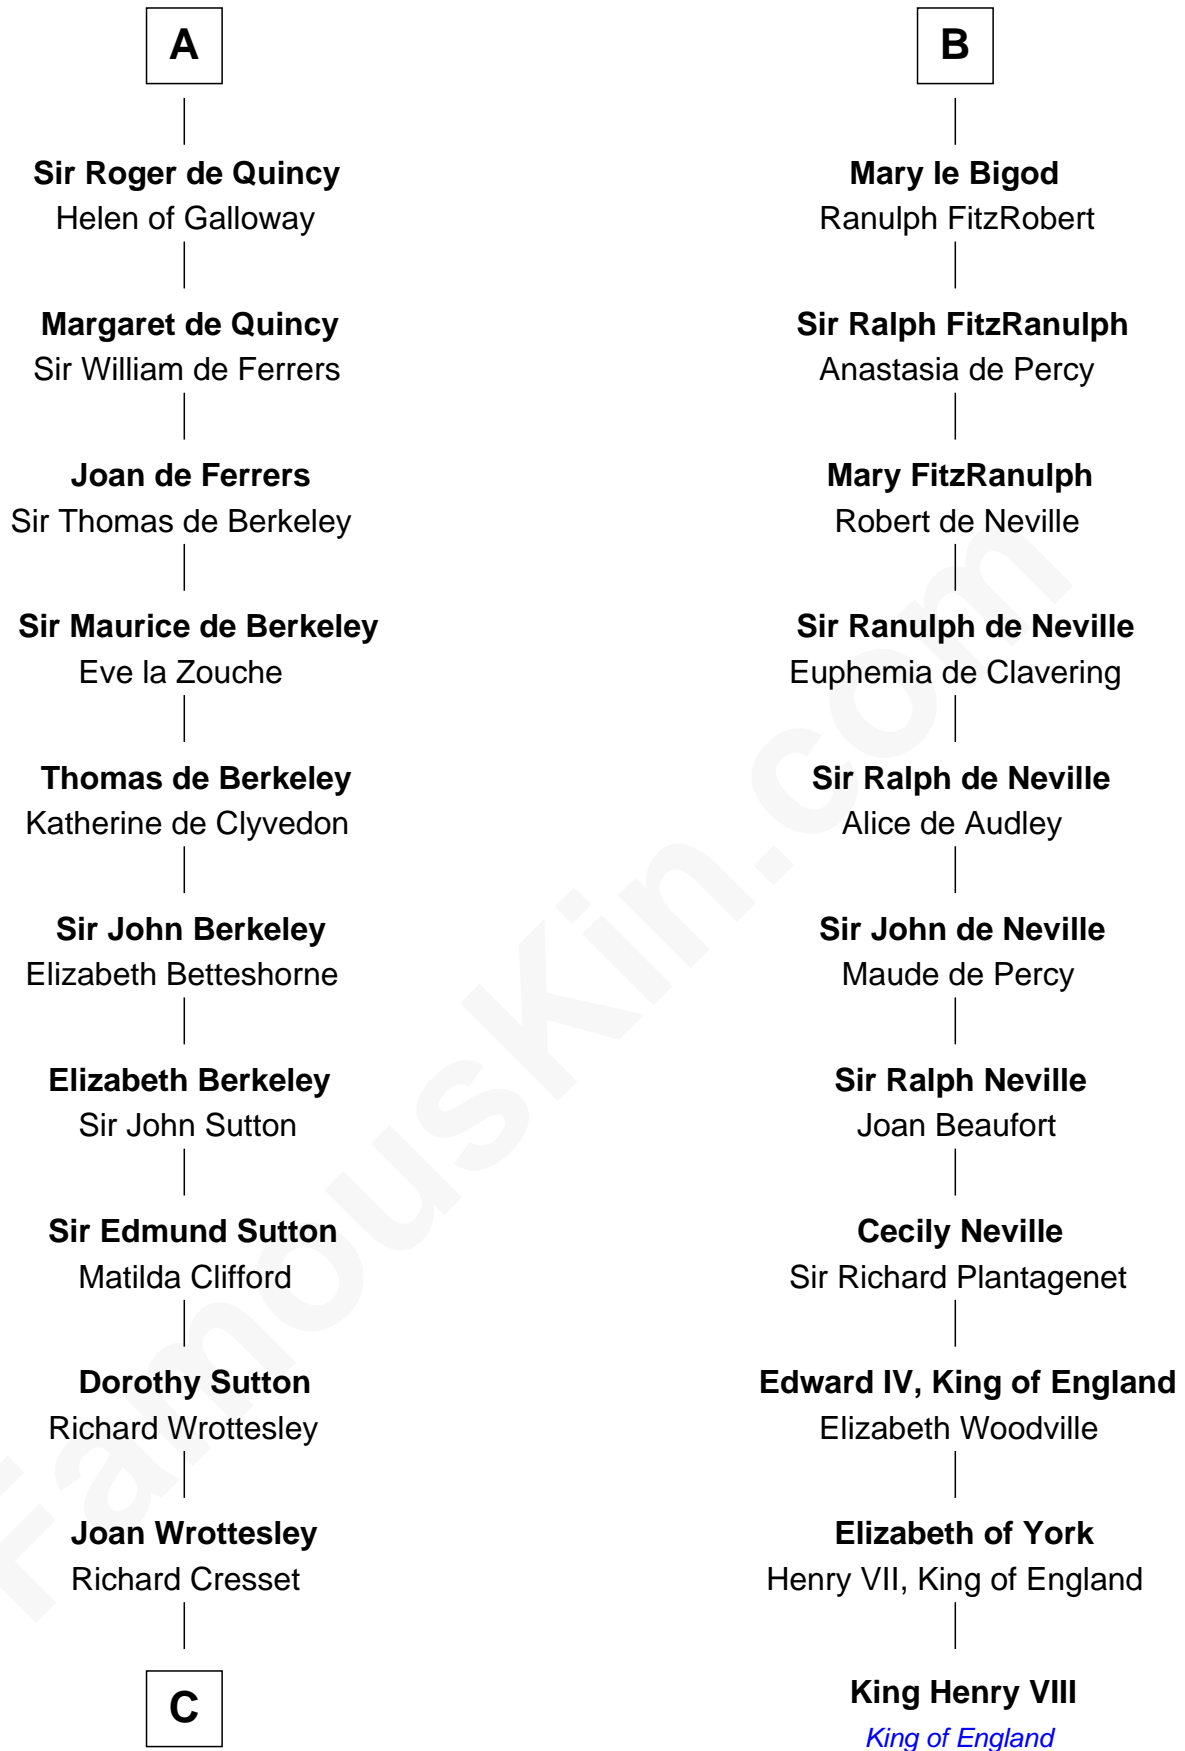 A
Sir Roger de Quincy
Helen of Galloway
Margaret de Quincy
Sir William de Ferrers
Joan de Ferrers
Sir Thomas de Berkeley
Sir Maurice de Berkeley
Eve la Zouche
Thomas de Berkeley
Katherine de Clyvedon
Sir John Berkeley
Elizabeth Betteshorne
Elizabeth Berkeley
Sir John Sutton
Sir Edmund Sutton
Matilda Clifford
Dorothy Sutton
Richard Wrottesley
Joan Wrottesley
Richard Cresset
C
B
Mary le Bigod
Ranulph FitzRobert
Sir Ralph FitzRanulph
Anastasia de Percy
Mary FitzRanulph
Robert de Neville
Sir Ranulph de Neville
Euphemia de Clavering
Sir Ralph de Neville
Alice de Audley
Sir John de Neville
Maude de Percy
Sir Ralph Neville
Joan Beaufort
Cecily Neville
Sir Richard Plantagenet
Edward IV, King of England
Elizabeth Woodville
Elizabeth of York
Henry VII, King of England
King Henry VIII
King of England
FamousKin.com